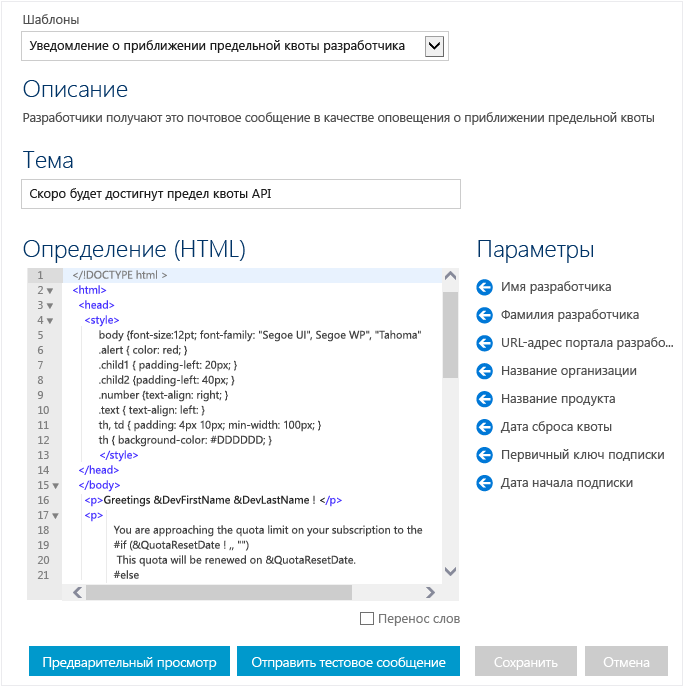 Шаблоны
Уведомление о приближении предельной квоты разработчика
Описание
Разработчики получают это почтовое сообщение в качестве оповещения о приближении предельной квоты
Тема
Скоро будет достигнут предел квоты API
Определение (HTML)
1 </!DOCTYPE html >
2 <html>
3 <head>
4 <style>
5 body {font-size:12pt; font-family: "Segoe UI", Segoe WP", "Tahoma"
6 .alert { color: red; }
7 .child1 { padding-left: 20px; }
8 .child2 {padding-left: 40px; }
9 .number {text-align: right; }
10 .text { text-align: left: }
11 th, td { padding: 4px 10px; min-width: 100px; }
12 th { background-color: #DDDDDD; }
13 </style>
14 </head>
15 </body>
16 <p>Greetings &DevFirstName &DevLastName ! </p>
17 <p>
18 You are approaching the quota limit on your subscription to the
19 #if (&QuotaResetDate ! ,, "")
20 This quota will be renewed on &QuotaResetDate.
21 #else
Перенос слов
Параметры
Имя разработчика
Фамилия разработчика
URL-адрес портала разрабо...
Название организации
Название продукта
Дата сброса квоты
Первичный ключ подписки
Дата начала подписки
Предварительный просмотр
Отправить тестовое сообщение
Сохранить
Отмена